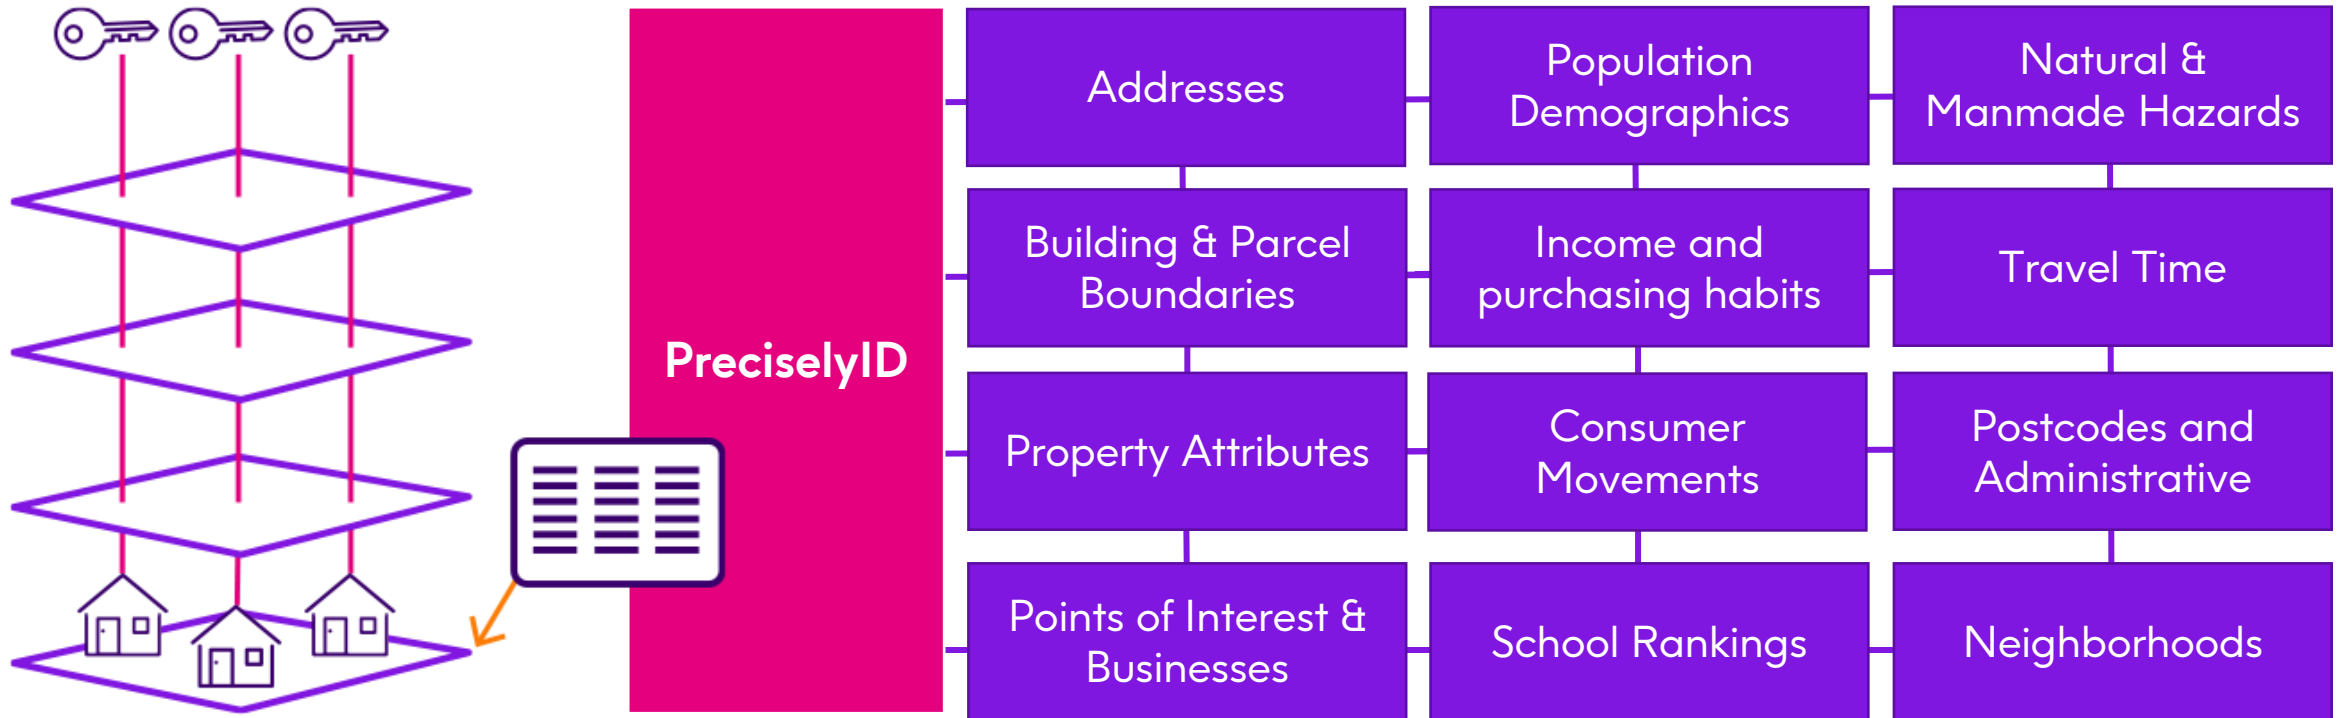 PreciselyID
Addresses
Population
Demographics
Natural &
Manmade Hazards
Building & Parcel
Boundaries
Income and
purchasing habits
Travel Time
Property Attributes
Consumer
Movements
Postcodes and
Administrative
Points of Interest &
Businesses
School Rankings
Neighborhoods